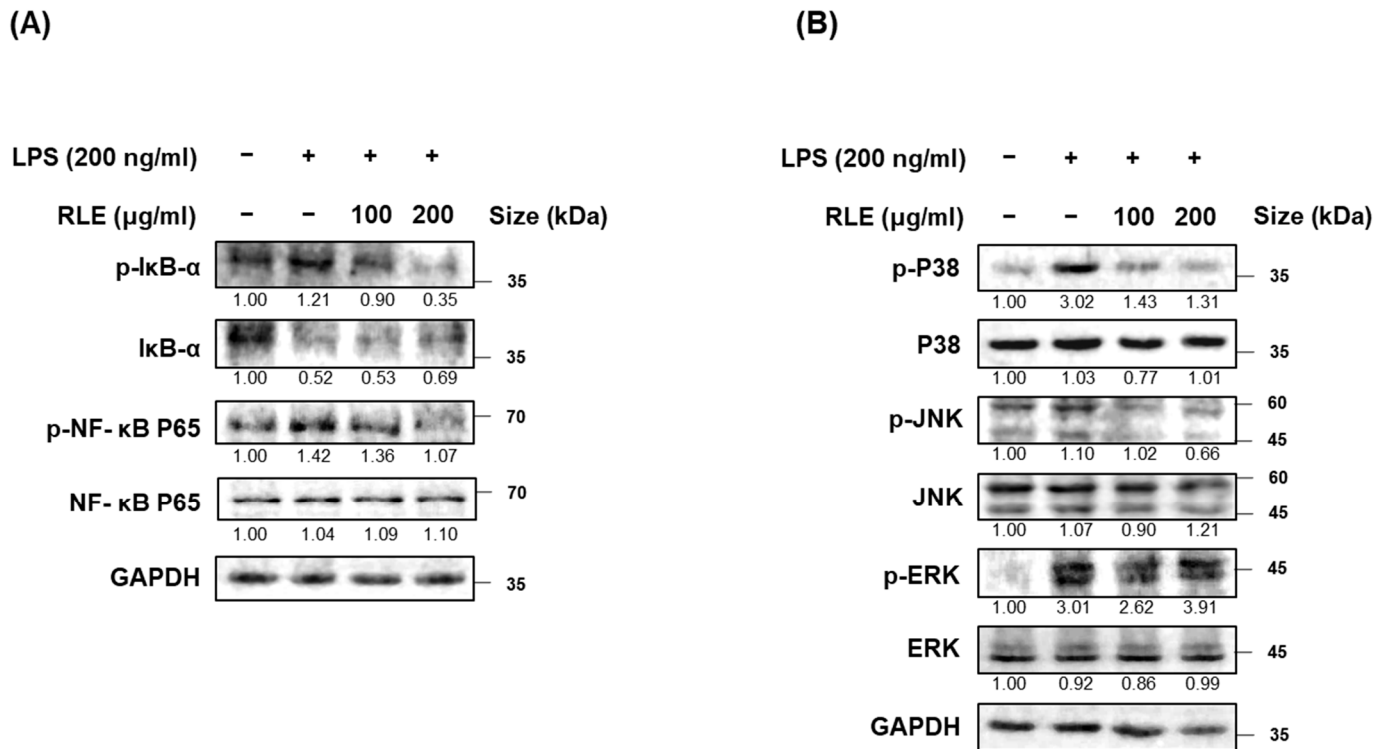 (A)
LPS (200 ng/ml) − + + +
RLE (µg/ml) − − 100 200 Size (kDa)
p-IκB-α 35
1.00 1.21 0.90 0.35
IκB-α 35
1.00 0.52 0.53 0.69
p-NF- κB P65 70
1.00 1.42 1.36 1.07
NF- κB P65 70
1.00 1.04 1.09 1.10
GAPDH 35
(B)
LPS (200 ng/ml) − + + +
RLE (µg/ml) − − 100 200 Size (kDa)
p-P38 35
1.00 3.02 1.43 1.31
P38 35
1.00 1.03 0.77 1.01
p-JNK 60
45
1.00 1.10 1.02 0.66
JNK 60
45
1.00 1.07 0.90 1.21
p-ERK 45
1.00 3.01 2.62 3.91
ERK 45
1.00 0.92 0.86 0.99
GAPDH 35